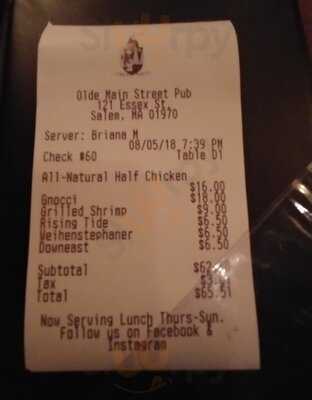 Olde Main Street Pub
121 Essex St.
Salem, MA 01970
Server: Briana M
08/05/18 7:39 PM
Check #60 Table D1
All-Natural Half Chicken
$16.00
Gnocci $18.00
Grilled Shrimp $9.00
Rising Tide $6.50
Weihenstephaner $6.50
Downeast $6.50
Subtotal
Tax
Total $65.51
Now Serving Lunch Thurs-Sun.
Follow us on Facebook &
Instagram